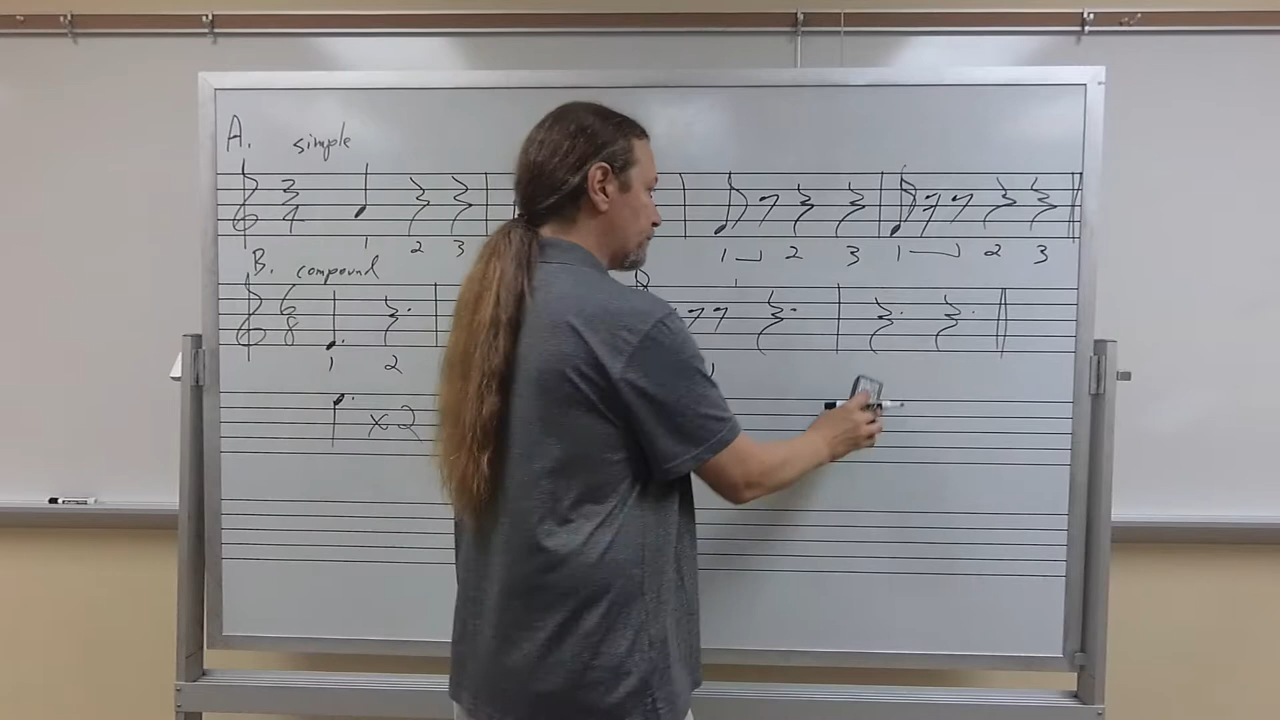 A. simple
3
4
1 2 3 1 2 3 1 2 3
B. compound
6
8
1 2
x2